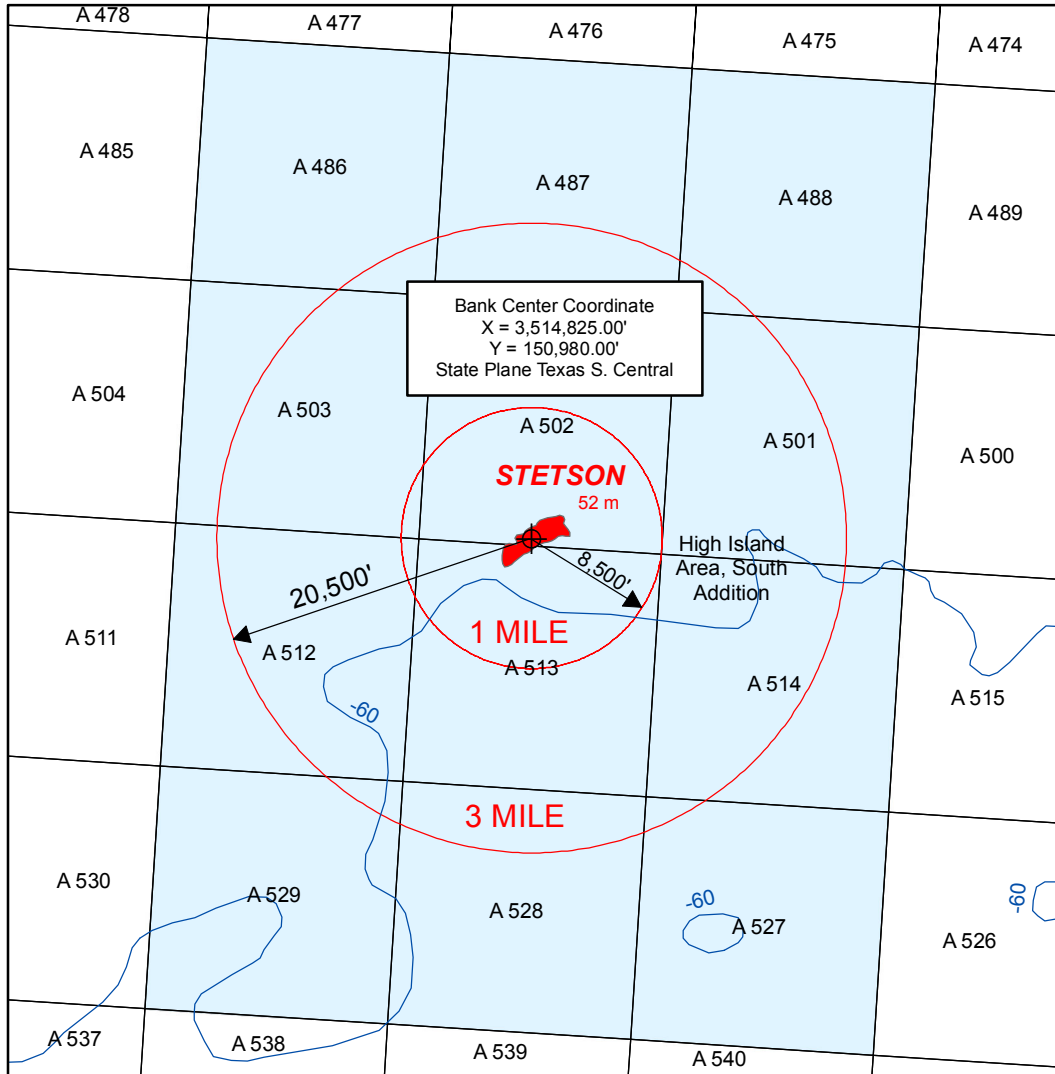 A 478
A 477
A 476
A 475
A 474
A 485
A 486
A 487
A 488
A 489
Bank Center Coordinate
X = 3,514,825.00'
Y = 150,980.00'
State Plane Texas S. Central
A 504
A 503
A 502
A 501
A 500
STETSON
52 m
High Island
Area, South
Addition
20,500'
8,500'
1 MILE
A 511
A 512
A 513
A 514
A 515
-60
3 MILE
A 530
A 529
A 528
-60
A 527
-60
A 526
A 537
A 538
A 539
A 540